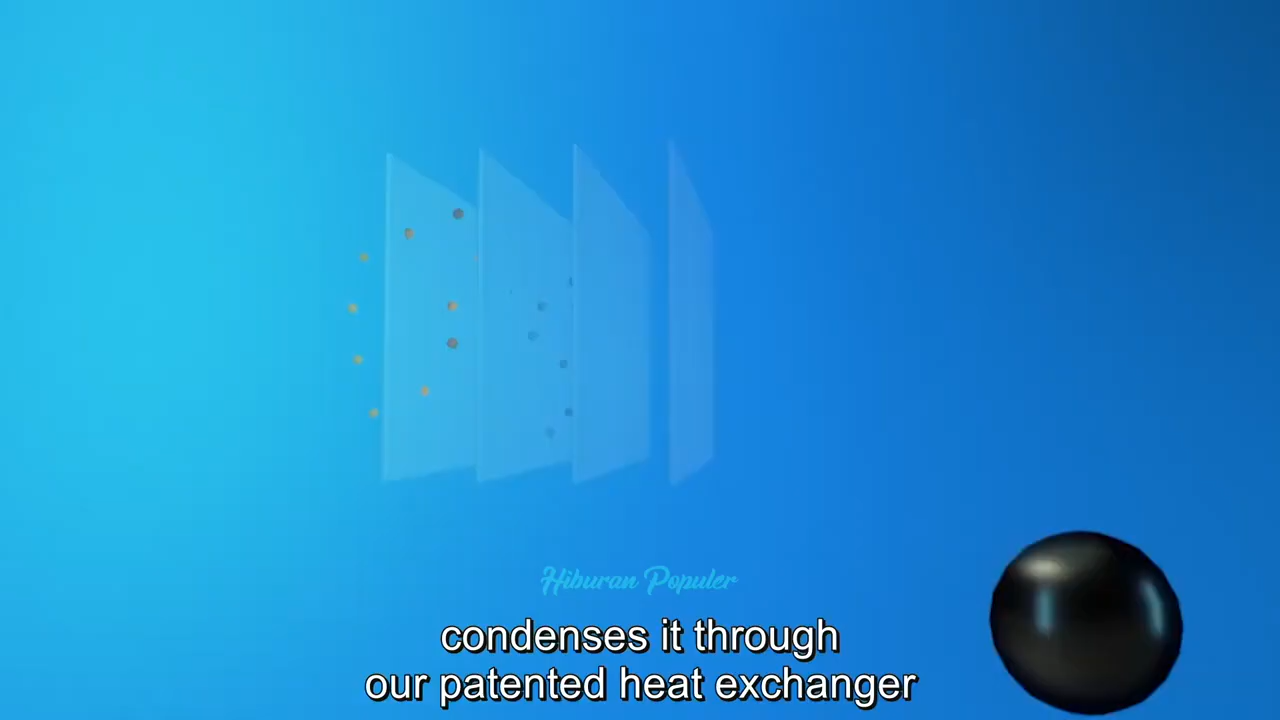 Hiburan Populer
condenses it through
our patented heat exchanger